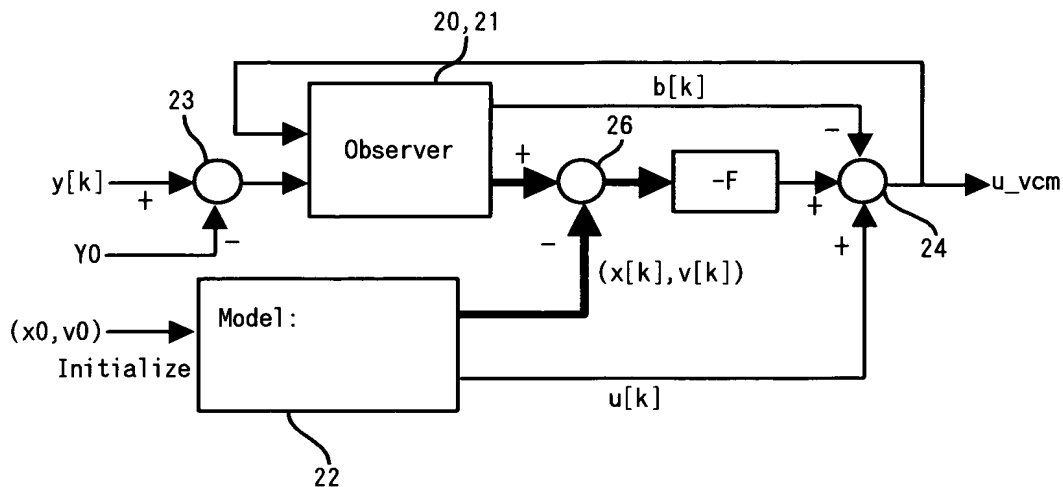 20,21
b[k]
23
26
Observer
+
−
y[k]
+
−F
u_vcm
+
24
−
Y0
−
+
(x[k],v[k])
(x0,v0)
Model:
Initialize
u[k]
22